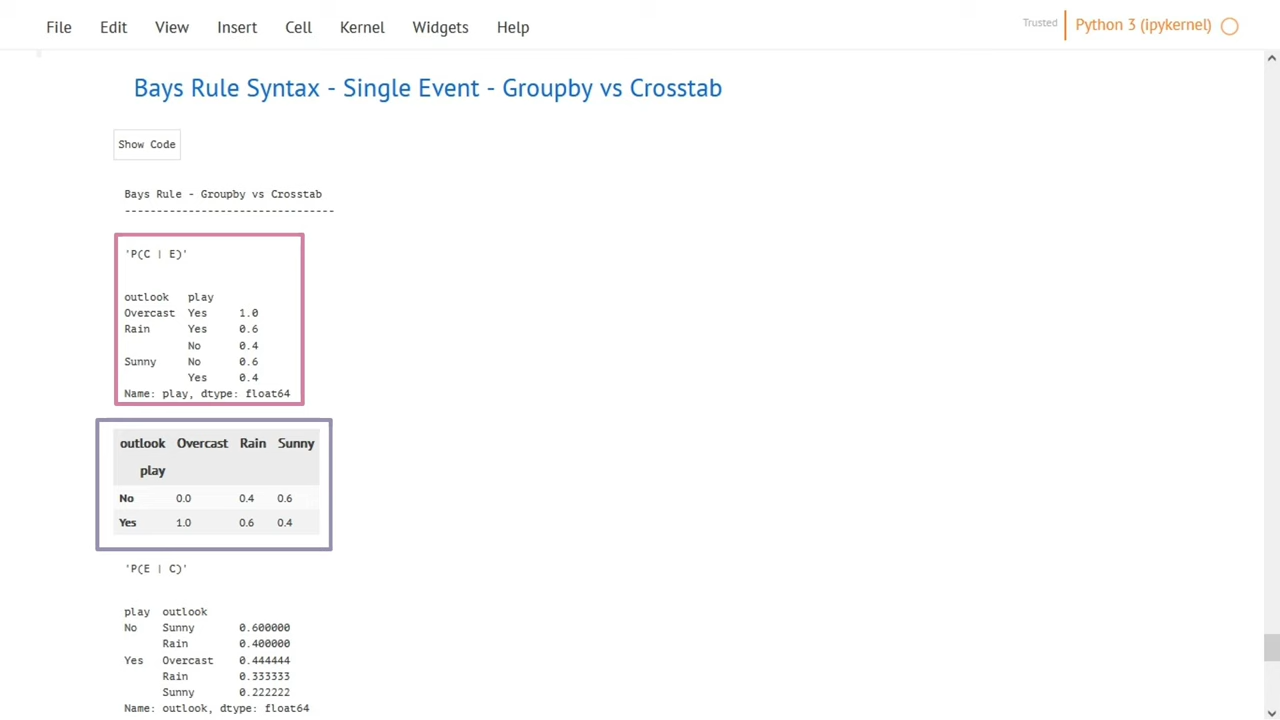 File Edit View Insert Cell Kernel Widgets Help Trusted Python 3 (ipykernel)
Bays Rule Syntax - Single Event - Groupby vs Crosstab
Show Code
Bays Rule - Groupby vs Crosstab
---------------------------------
'P(C | E)'
outlook play
Overcast Yes 1.0
Rain Yes 0.6
No 0.4
Sunny No 0.6
Yes 0.4
Name: play, dtype: float64
outlook Overcast Rain Sunny
play
No 0.0 0.4 0.6
Yes 1.0 0.6 0.4
'P(E | C)'
play outlook
No Sunny 0.600000
Rain 0.400000
Yes Overcast 0.444444
Rain 0.333333
Sunny 0.222222
Name: outlook, dtype: float64